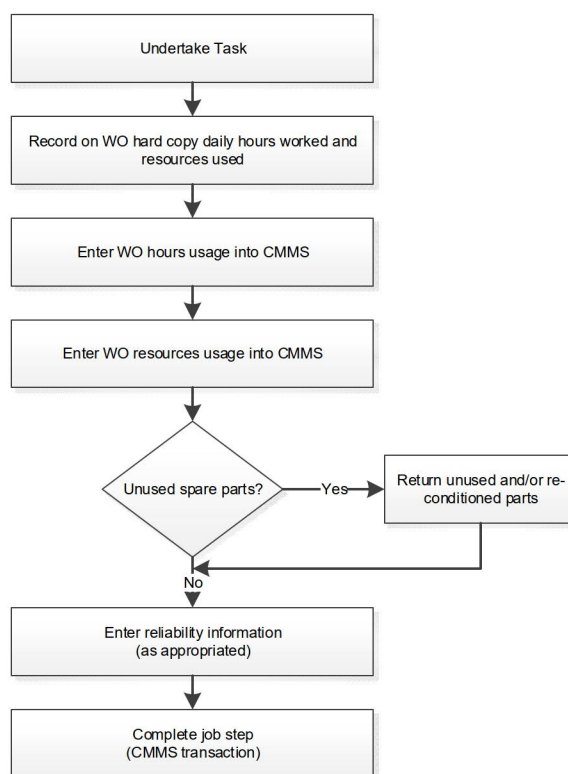 Undertake Task
Record on WO hard copy daily hours worked and
resources used
Enter WO hours usage into CMMS
Enter WO resources usage into CMMS
Unused spare parts?
Yes
Return unused and/or re-
conditioned parts
No
Enter reliability information
(as appropriated)
Complete job step
(CMMS transaction)